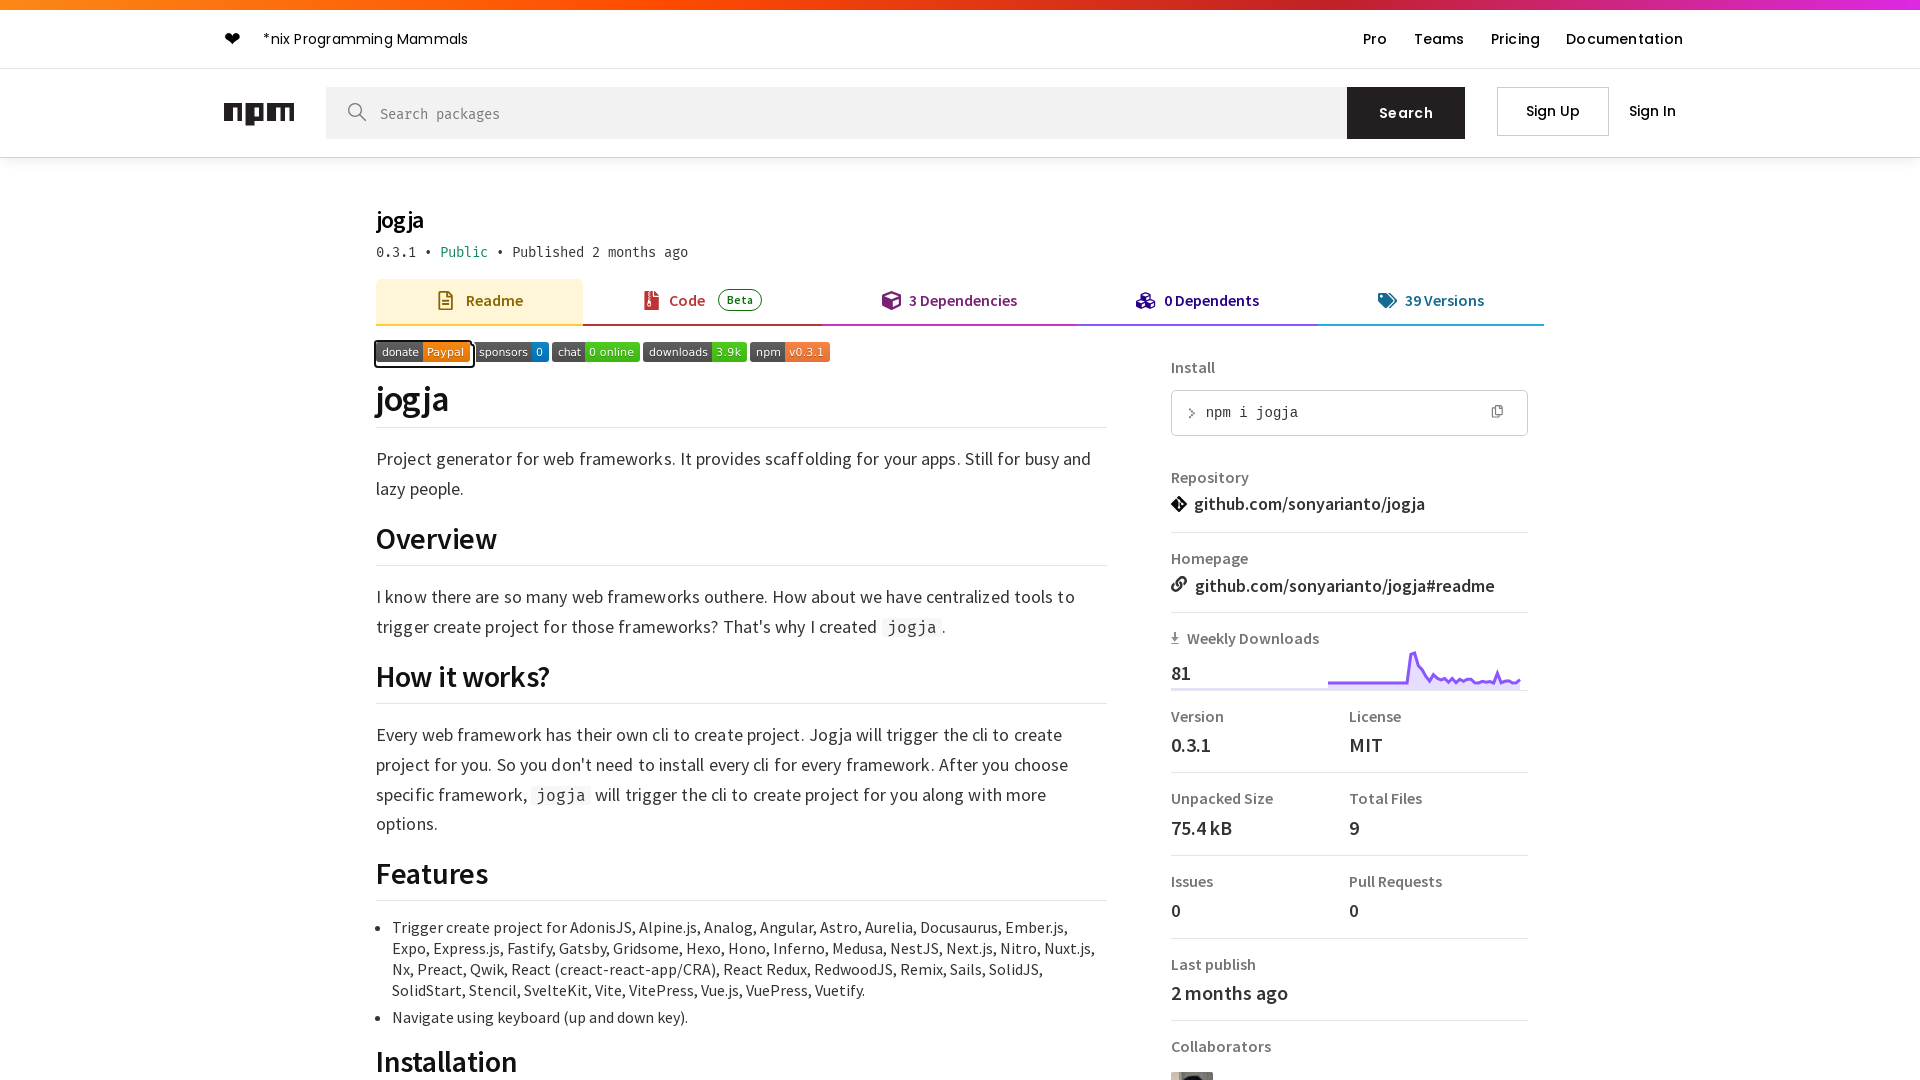 ❤ *nix Programming Mammals
Pro Teams Pricing Documentation
npm Search packages Search Sign Up Sign In
jogja
0.3.1 • Public • Published 2 months ago
Readme Code Beta 3 Dependencies 0 Dependents 39 Versions
donate Paypal sponsors 0 chat 0 online downloads 3.9k npm v0.3.1
jogja
Project generator for web frameworks. It provides scaffolding for your apps. Still for busy and
lazy people.
Overview
I know there are so many web frameworks outhere. How about we have centralized tools to
trigger create project for those frameworks? That's why I created jogja.
How it works?
Every web framework has their own cli to create project. Jogja will trigger the cli to create
project for you. So you don't need to install every cli for every framework. After you choose
specific framework, jogja will trigger the cli to create project for you along with more
options.
Features
• Trigger create project for AdonisJS, Alpine.js, Analog, Angular, Astro, Aurelia, Docusaurus, Ember.js,
Expo, Express.js, Fastify, Gatsby, Gridsome, Hexo, Hono, Inferno, Medusa, NestJS, Next.js, Nitro, Nuxt.js,
Nx, Preact, Qwik, React (creact-react-app/CRA), React Redux, RedwoodJS, Remix, Sails, SolidJS,
SolidStart, Stencil, SvelteKit, Vite, VitePress, Vue.js, VuePress, Vuetify.
• Navigate using keyboard (up and down key).
Installation
Install
npm i jogja
Repository
github.com/sonyarianto/jogja
Homepage
github.com/sonyarianto/jogja#readme
Weekly Downloads
81
Version License
0.3.1 MIT
Unpacked Size Total Files
75.4 kB 9
Issues Pull Requests
0 0
Last publish
2 months ago
Collaborators